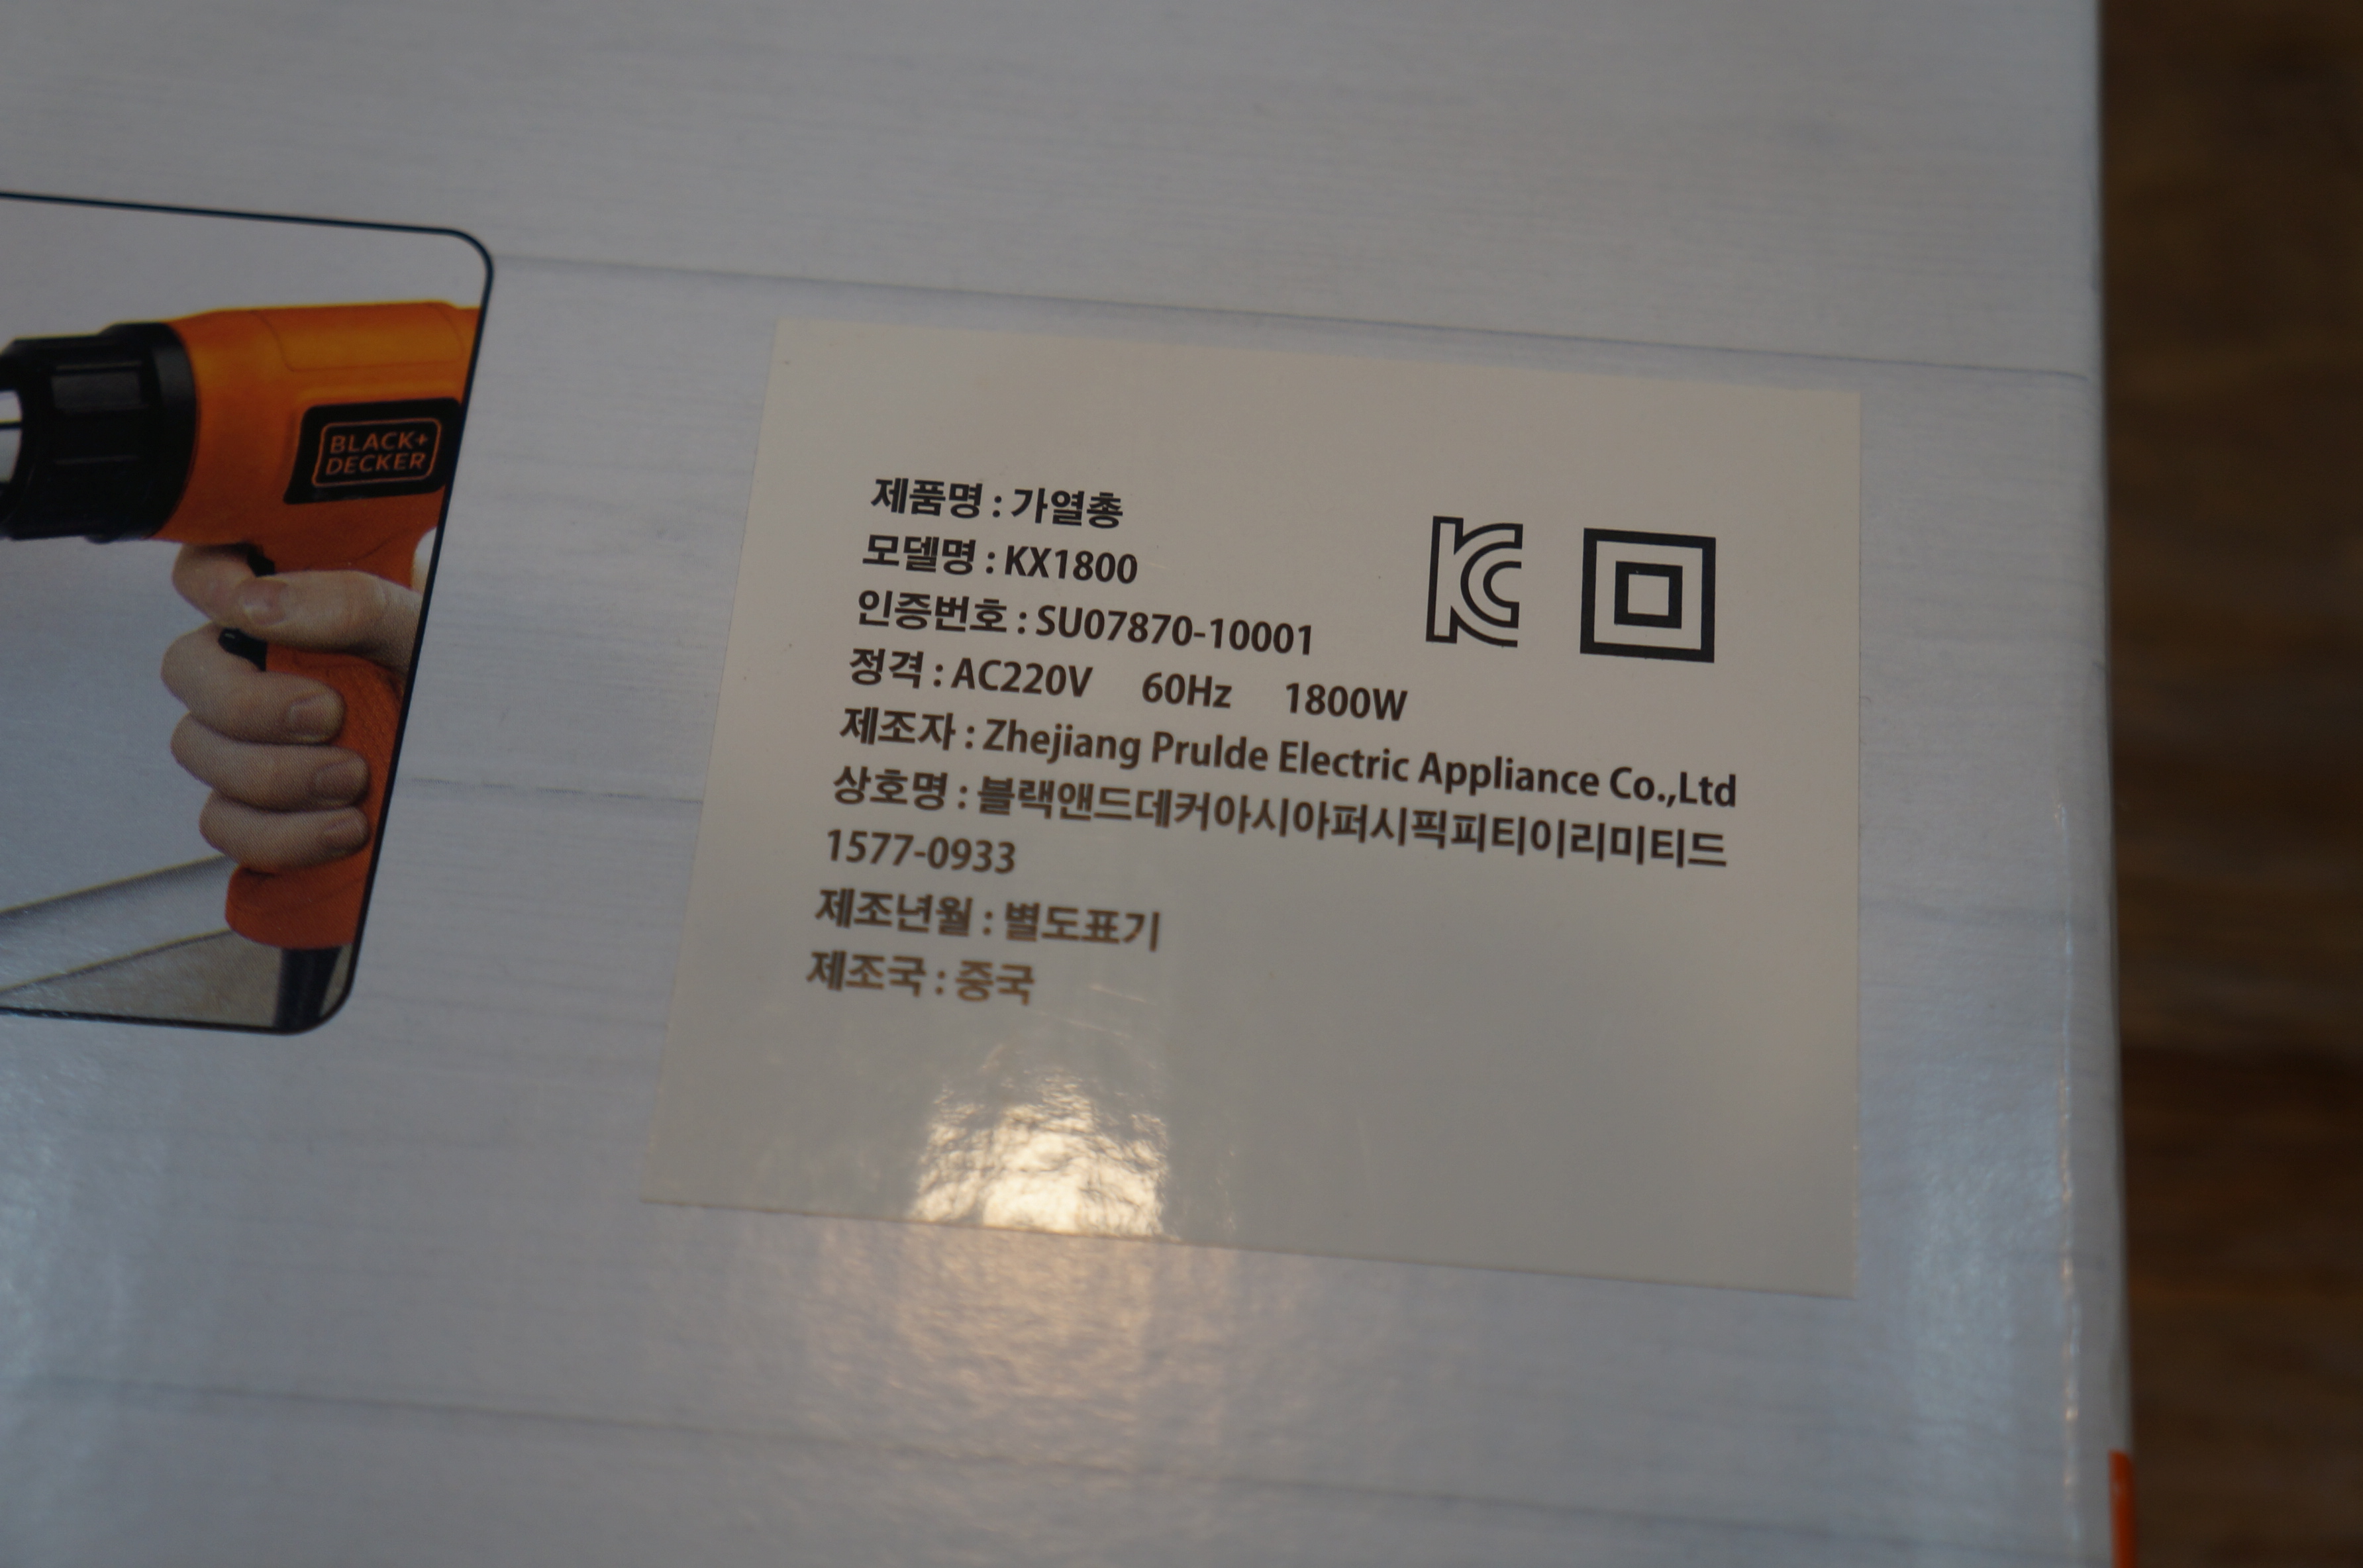 BLACK+
DECKER
제품명 : 가열총
모델명 : KX1800
인증번호 : SU07870-10001
정격 : AC220V 60Hz 1800W
제조자 : Zhejiang Prulde Electric Appliance Co.,Ltd
상호명 : 블랙앤드데커아시아퍼시픽피티이리미티드
1577-0933
제조년월 : 별도표기
제조국 : 중국
KC